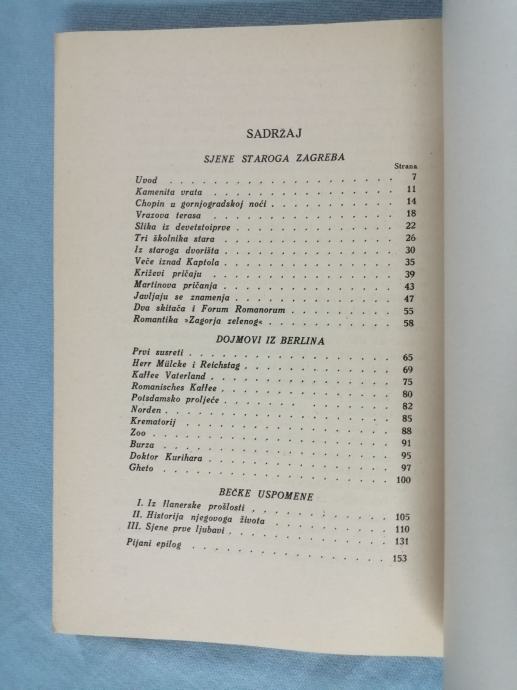 SADRŽAJ
SJENE STAROGA ZAGREBA
Strana
Uvod . . . . . . . . . . . . . . . . . 7
Kamenita vrata . . . . . . . . . . . . . . 11
Chopin u gornjogradskoj noći . . . . . . . . . 14
Vrazova terasa . . . . . . . . . . . . . . 18
Slika iz devetstoiprve . . . . . . . . . . . 22
Tri školnika stara . . . . . . . . . . . . . 26
Iz staroga dvorišta . . . . . . . . . . . . 30
Veče iznad Kaptola . . . . . . . . . . . . 35
Križevi pričaju . . . . . . . . . . . . . . 39
Martinova pričanja . . . . . . . . . . . . 43
Javljaju se znamenja . . . . . . . . . . . 47
Dva skitača i Forum Romanorum . . . . . . . 55
Romantika »Zagorja zelenog« . . . . . . . . 58
DOJMOVI IZ BERLINA
Prvi susreti . . . . . . . . . . . . . . . 65
Herr Mülcke i Reichstag . . . . . . . . . . 69
Kaffee Vaterland . . . . . . . . . . . . . 75
Romanisches Kaffee . . . . . . . . . . . . 80
Potsdamsko proljeće . . . . . . . . . . . . 82
Norden . . . . . . . . . . . . . . . . . 85
Krematorij . . . . . . . . . . . . . . . . 88
Zoo . . . . . . . . . . . . . . . . . . 91
Burza . . . . . . . . . . . . . . . . . 95
Doktor Kurihara . . . . . . . . . . . . . 97
Gheto . . . . . . . . . . . . . . . . . 100
BEČKE USPOMENE
I. Iz Hanerske prošlosti . . . . . . . . . . 105
II. Historija njegovoga života . . . . . . . . 110
III. Sjene prve ljubavi . . . . . . . . . . . 131
Pijani epilog . . . . . . . . . . . . . . . 153